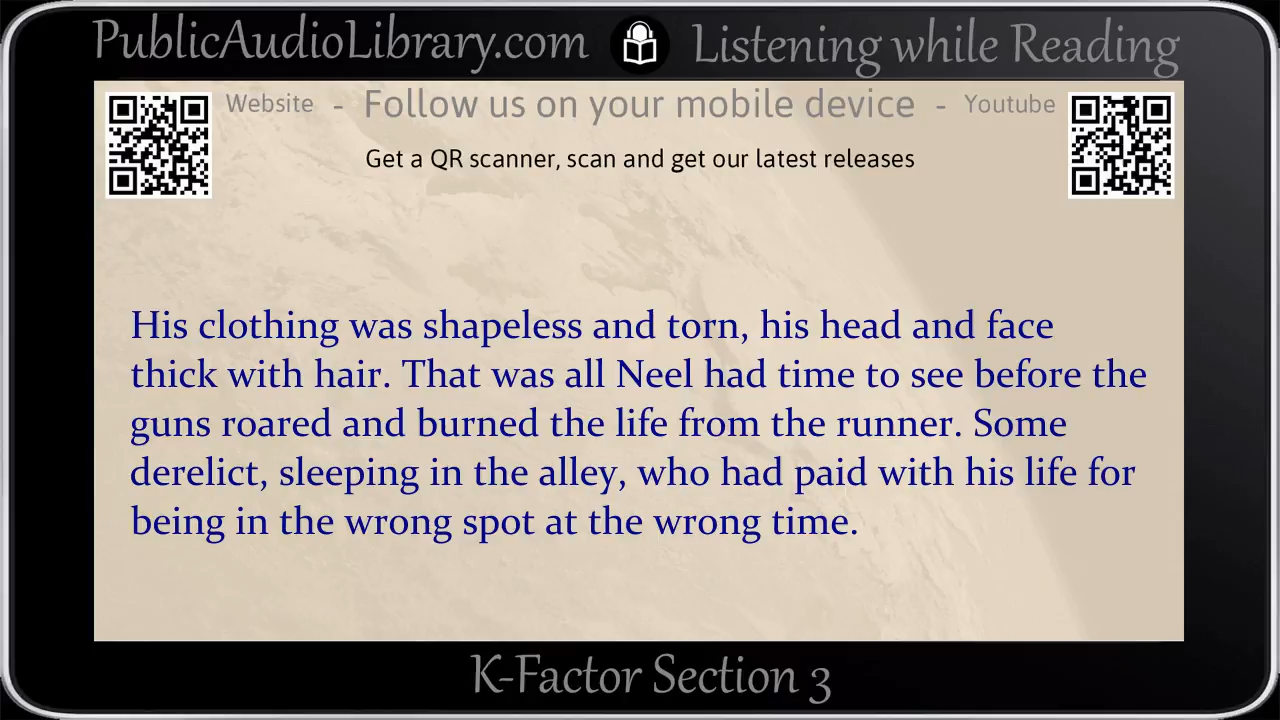 PublicAudioLibrary.com Listening while Reading
Website - Follow us on your mobile device - Youtube
Get a QR scanner, scan and get our latest releases
His clothing was shapeless and torn, his head and face
thick with hair. That was all Neel had time to see before the
guns roared and burned the life from the runner. Some
derelict, sleeping in the alley, who had paid with his life for
being in the wrong spot at the wrong time.
K-Factor Section 3